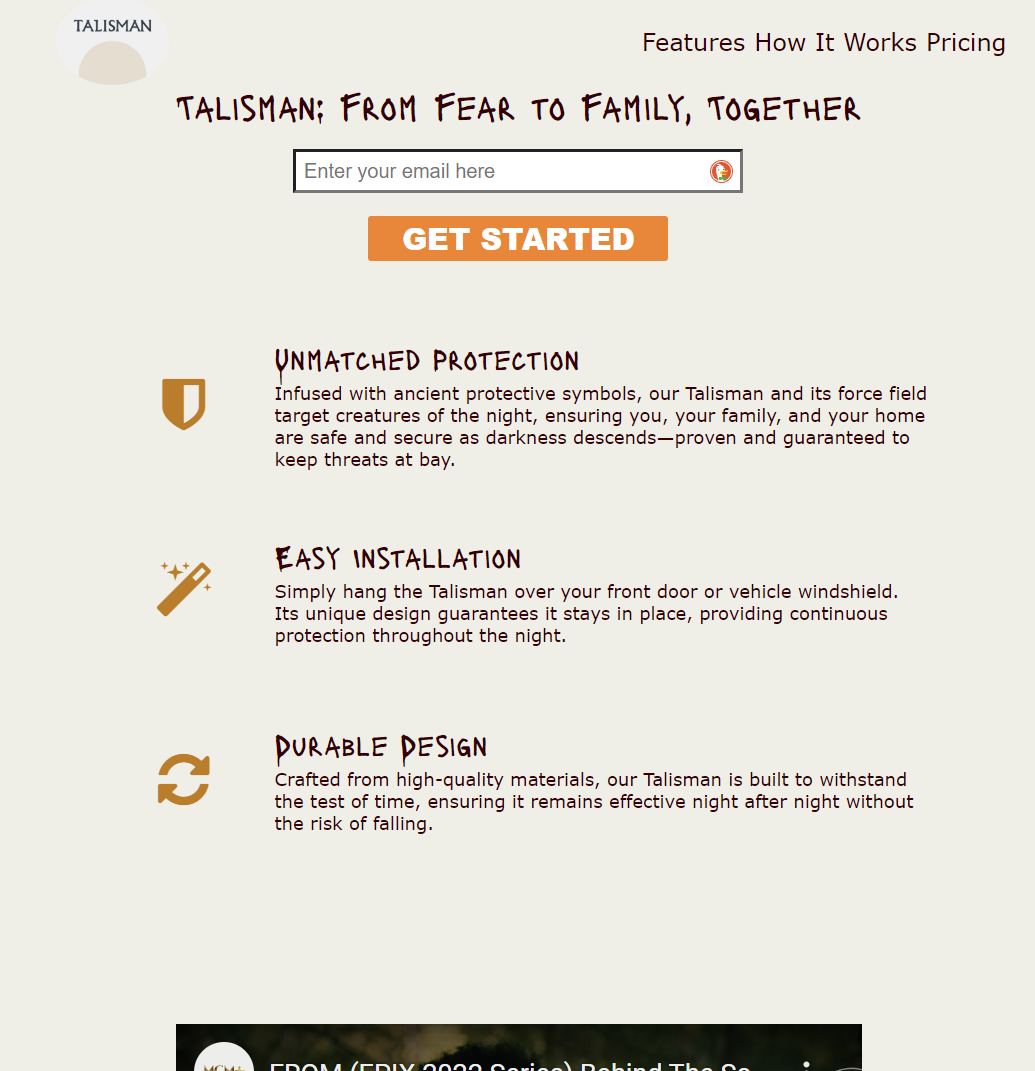 TALISMAN
Features How It Works Pricing
Talisman: From Fear to Family, Together
Enter your email here
GET STARTED
Unmatched Protection
Infused with ancient protective symbols, our Talisman and its force field
target creatures of the night, ensuring you, your family, and your home
are safe and secure as darkness descends—proven and guaranteed to
keep threats at bay.
Easy installation
Simply hang the Talisman over your front door or vehicle windshield.
Its unique design guarantees it stays in place, providing continuous
protection throughout the night.
Durable Design
Crafted from high-quality materials, our Talisman is built to withstand
the test of time, ensuring it remains effective night after night without
the risk of falling.
FROM (EPIX 2022 Series) Behind The Sc